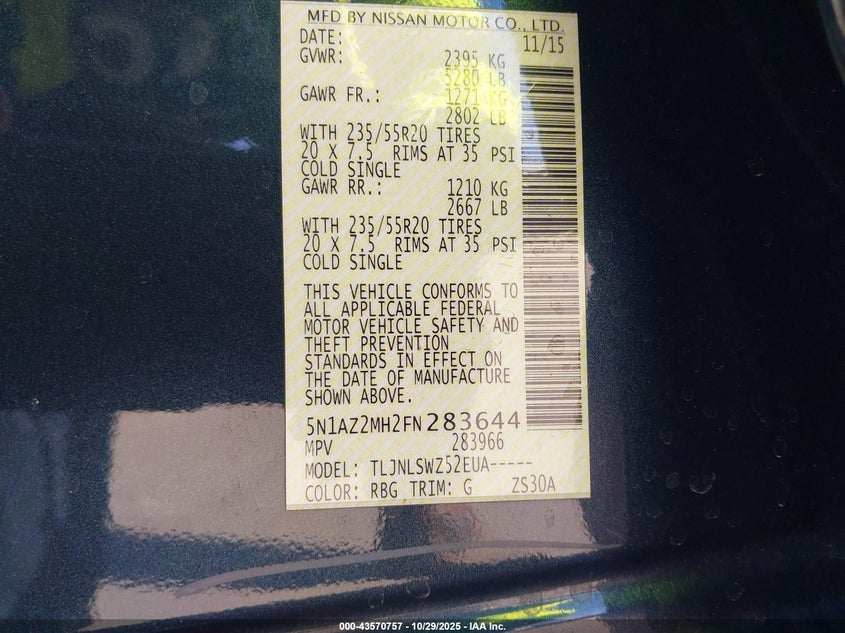 MFD BY NISSAN MOTOR CO., LTD.
DATE: 11/15
GVWR: 2395 KG
5280 LB
GAWR FR.: 1271 KG
2802 LB
WITH 235/55R20 TIRES
20 X 7.5 RIMS AT 35 PSI
COLD SINGLE
GAWR RR.: 1210 KG
2667 LB
WITH 235/55R20 TIRES
20 X 7.5 RIMS AT 35 PSI
COLD SINGLE
THIS VEHICLE CONFORMS TO
ALL APPLICABLE FEDERAL
MOTOR VEHICLE SAFETY AND
THEFT PREVENTION
STANDARDS IN EFFECT ON
THE DATE OF MANUFACTURE
SHOWN ABOVE.
5N1AZ2MH2FN283644
MPV 283966
MODEL: TLJNLSWZ52EUA-----
COLOR: RBG TRIM: G ZS30A
000-43570757 - 10/29/2025 - IAA Inc.